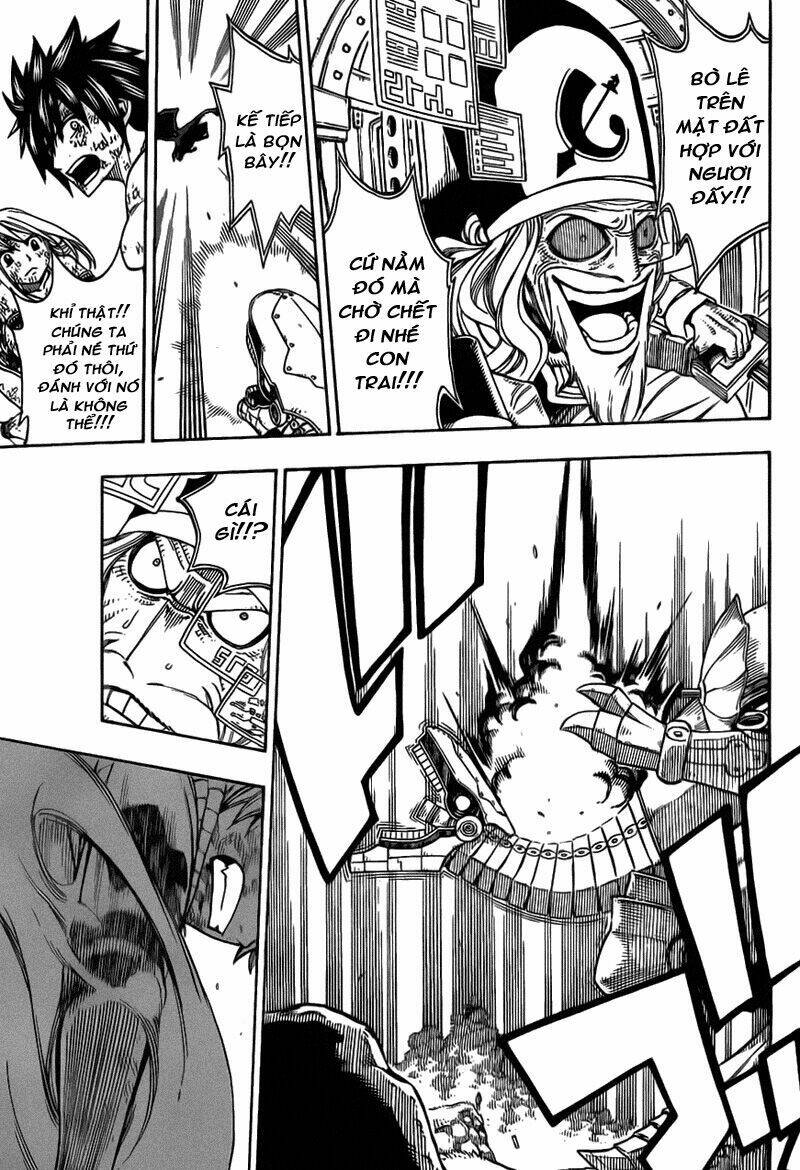 BÒ LÊ
TRÊN
MẶT ĐẤT
HỢP VỚI
NGƯƠI
ĐẤY!!
CỨ NẰM
ĐÓ MÀ
CHỜ CHẾT
ĐI NHÉ
CON
TRAI!!!
KẾ TIẾP
LÀ BỌN
BÂY!!
KHỈ THẬT!!
CHÚNG TA
PHẢI NÉ THỨ
ĐÓ THÔI,
ĐÁNH VỚI NÓ
LÀ KHÔNG
THỂ!!!
CÁI
GÌ!!?